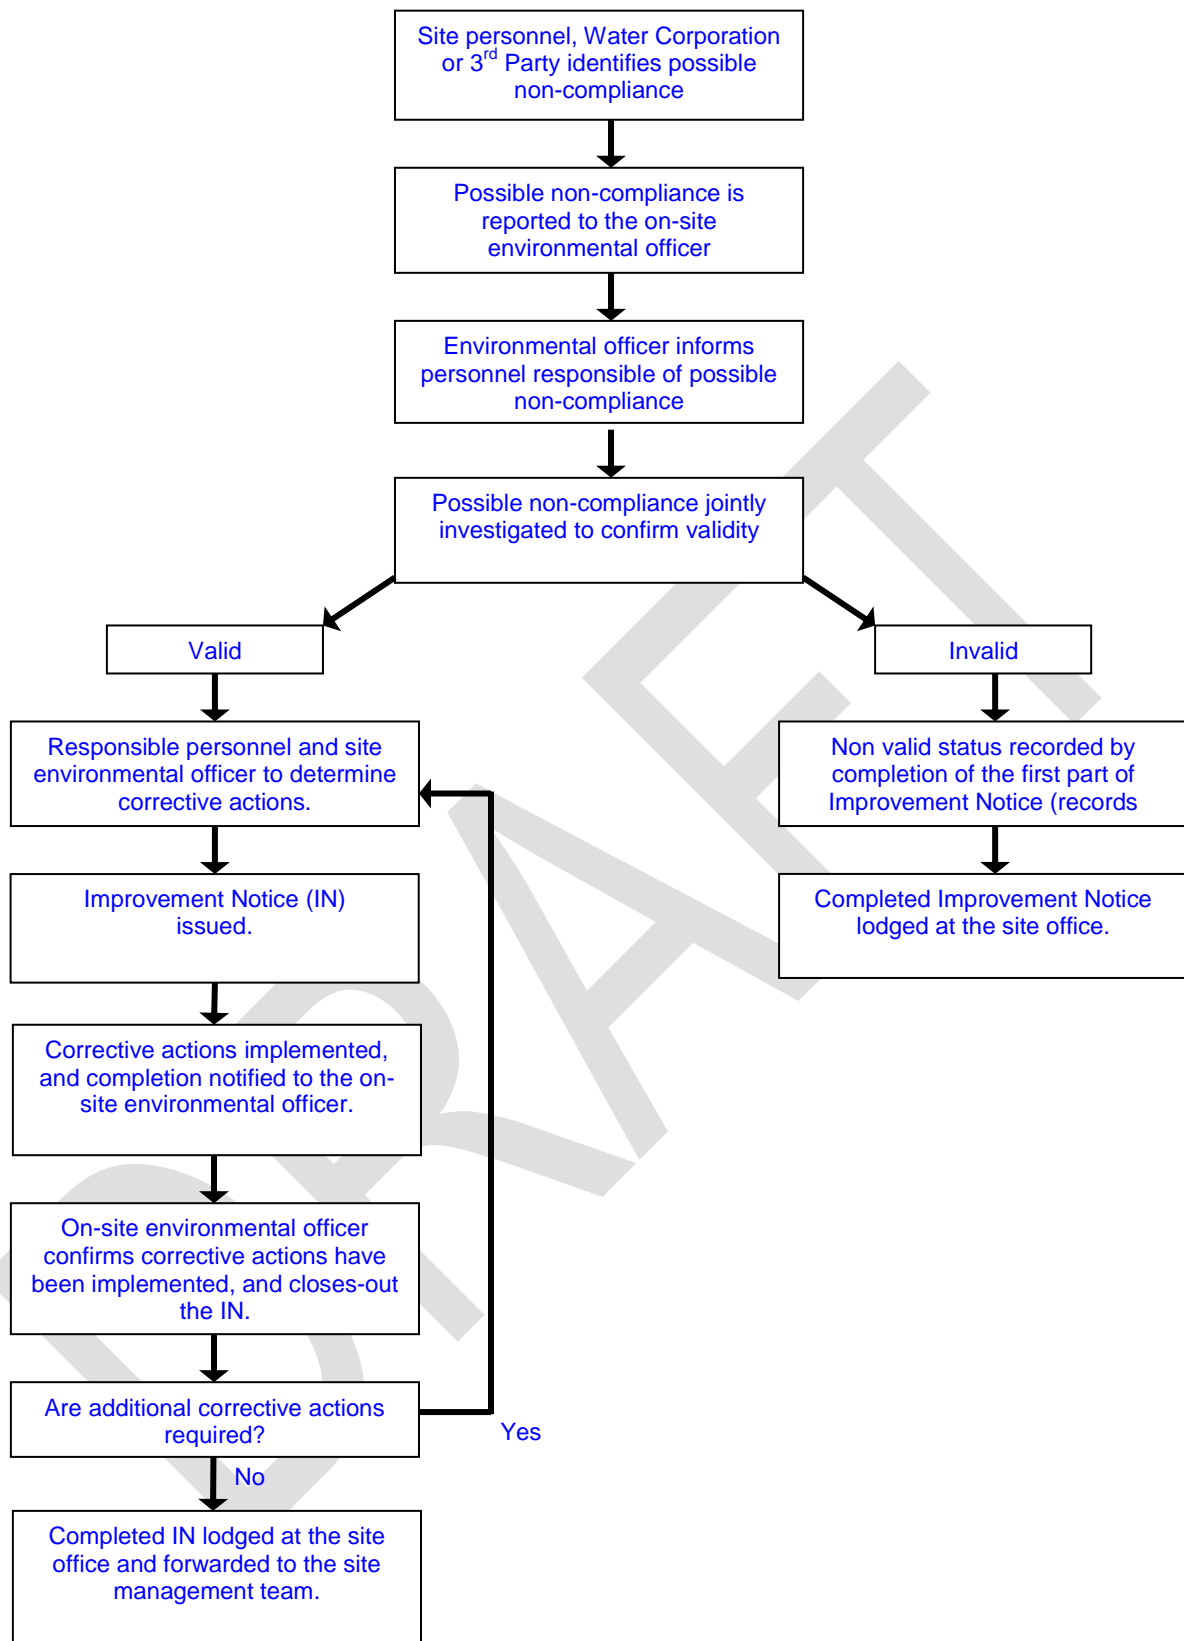 Site personnel, Water Corporation
or 3rd Party identifies possible
non-compliance
Possible non-compliance is
reported to the on-site
environmental officer
Environmental officer informs
personnel responsible of possible
non-compliance
Possible non-compliance jointly
investigated to confirm validity
Valid
Invalid
Responsible personnel and site
environmental officer to determine
corrective actions.
Non valid status recorded by
completion of the first part of
Improvement Notice (records
Improvement Notice (IN)
issued.
Completed Improvement Notice
lodged at the site office.
Corrective actions implemented,
and completion notified to the on-
site environmental officer.
On-site environmental officer
confirms corrective actions have
been implemented, and closes-out
the IN.
Are additional corrective actions
required?
Yes
No
Completed IN lodged at the site
office and forwarded to the site
management team.
DRAFT